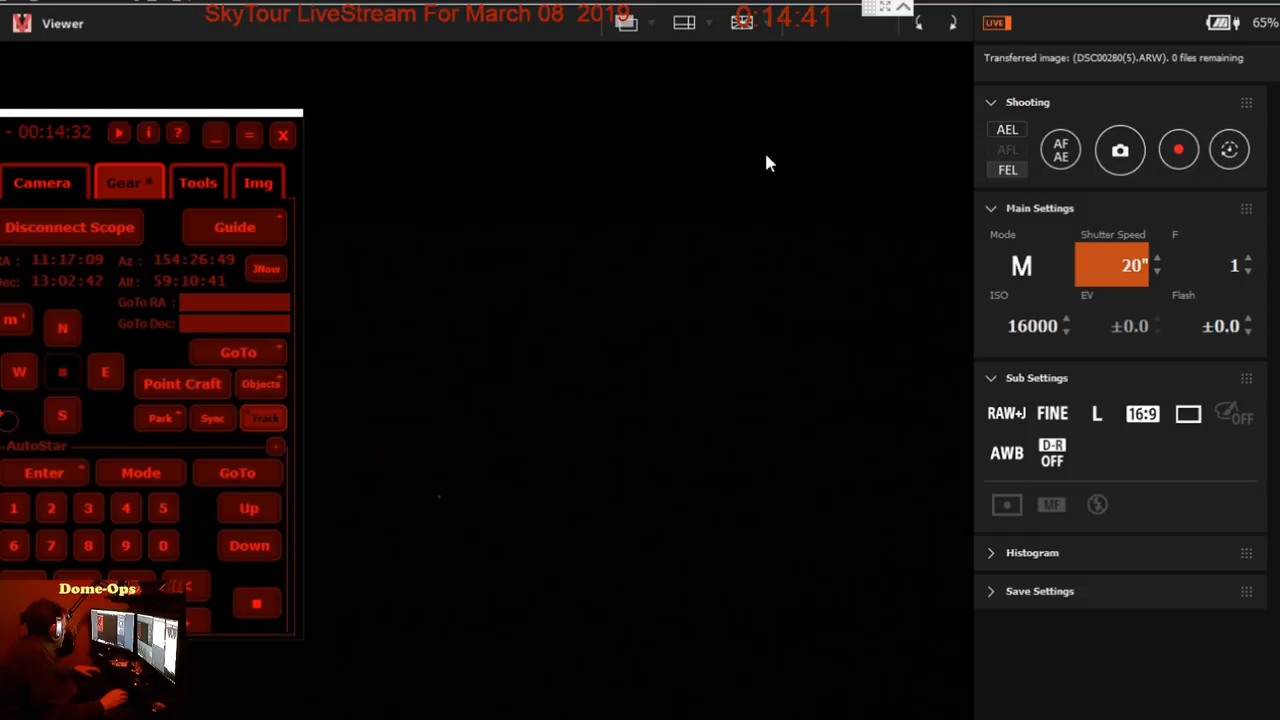 SkyTour LiveStream For March 08 2019
0:14:41
Viewer
LIVE
65%
Transferred image: (DSC00280(5).ARW). 0 files remaining
- 00:14:32
i
?
_
=
X
Camera
Gear *
Tools
Img
Disconnect Scope
Guide
RA : 11:17:09 Az : 154:26:49
Dec: 13:02:42 Alt : 59:10:41
JNow
GoTo RA :
GoTo Dec:
m '
N
GoTo
W
E
Point Craft
Objects
S
Park
Sync
Track
AutoStar
Enter
Mode
GoTo
1
2
3
4
5
Up
6
7
8
9
0
Down
Dome-Ops
Shooting
AEL
AFL
FEL
AF
AE
Main Settings
Mode
Shutter Speed
F
M
20"
1
ISO
EV
Flash
16000
±0.0
±0.0
Sub Settings
RAW+J
FINE
L
16:9
OFF
AWB
D-R
OFF
MF
Histogram
Save Settings